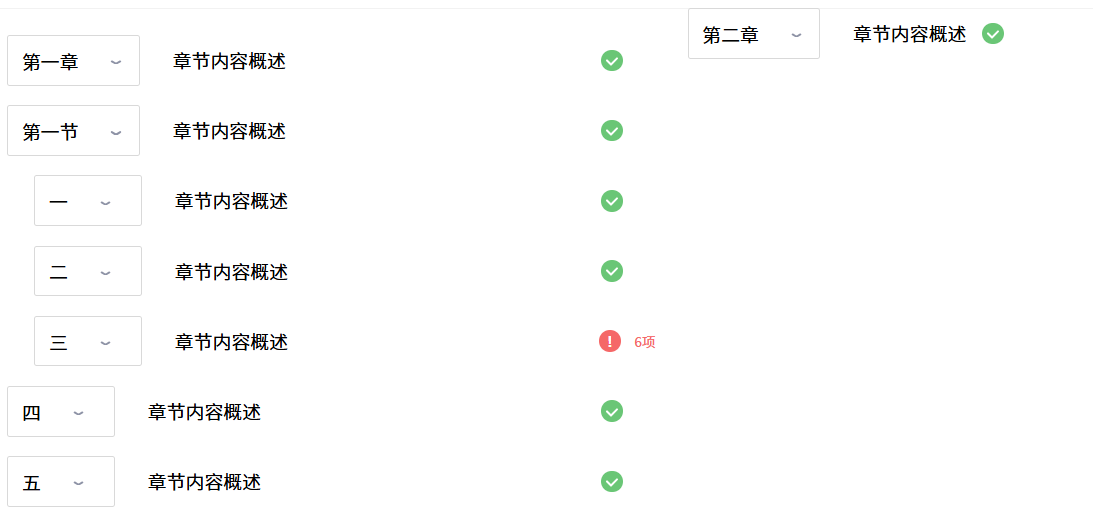 第一章 章节内容概述
第一节 章节内容概述
一 章节内容概述
二 章节内容概述
三 章节内容概述 6项
四 章节内容概述
五 章节内容概述
第二章 章节内容概述